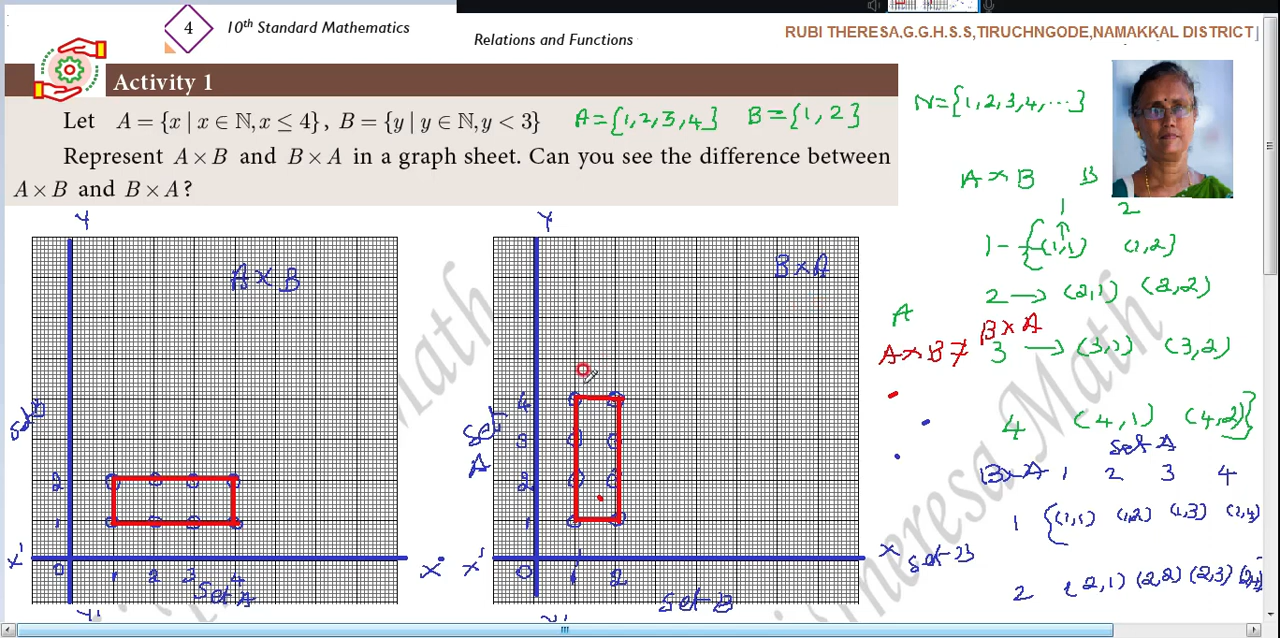 4
10th Standard Mathematics
Relations and Functions
RUBI THERESA,G.G.H.S.S,TIRUCHNGODE,NAMAKKAL DISTRICT]
Activity 1
Let A = {x | x ∈ ℕ, x ≤ 4}, B = {y | y ∈ ℕ, y < 3} A={1,2,3,4} B={1,2}
Represent A×B and B×A in a graph sheet. Can you see the difference between
A×B and B×A?
N={1,2,3,4,...}
A×B B
1 2
1 - {(1,1) (1,2}
2 → (2,1) (2,2)
A
A×B ≠ B×A
3 → (3,1) (3,2)
4 (4,1) (4,2)}
Set A
B×A 1 2 3 4
1 {(1,1) (1,2) (1,3) (1,4)
Set B
2 (2,1) (2,2) (2,3) (2,4
Y
A×B
Set B
2
1
X' 0 1 2 3 4 X
Set A
Y'
Y
B×A
Set A
4
3
2
1
X' 0 1 2 X
Set B
Y'
Theresa Math